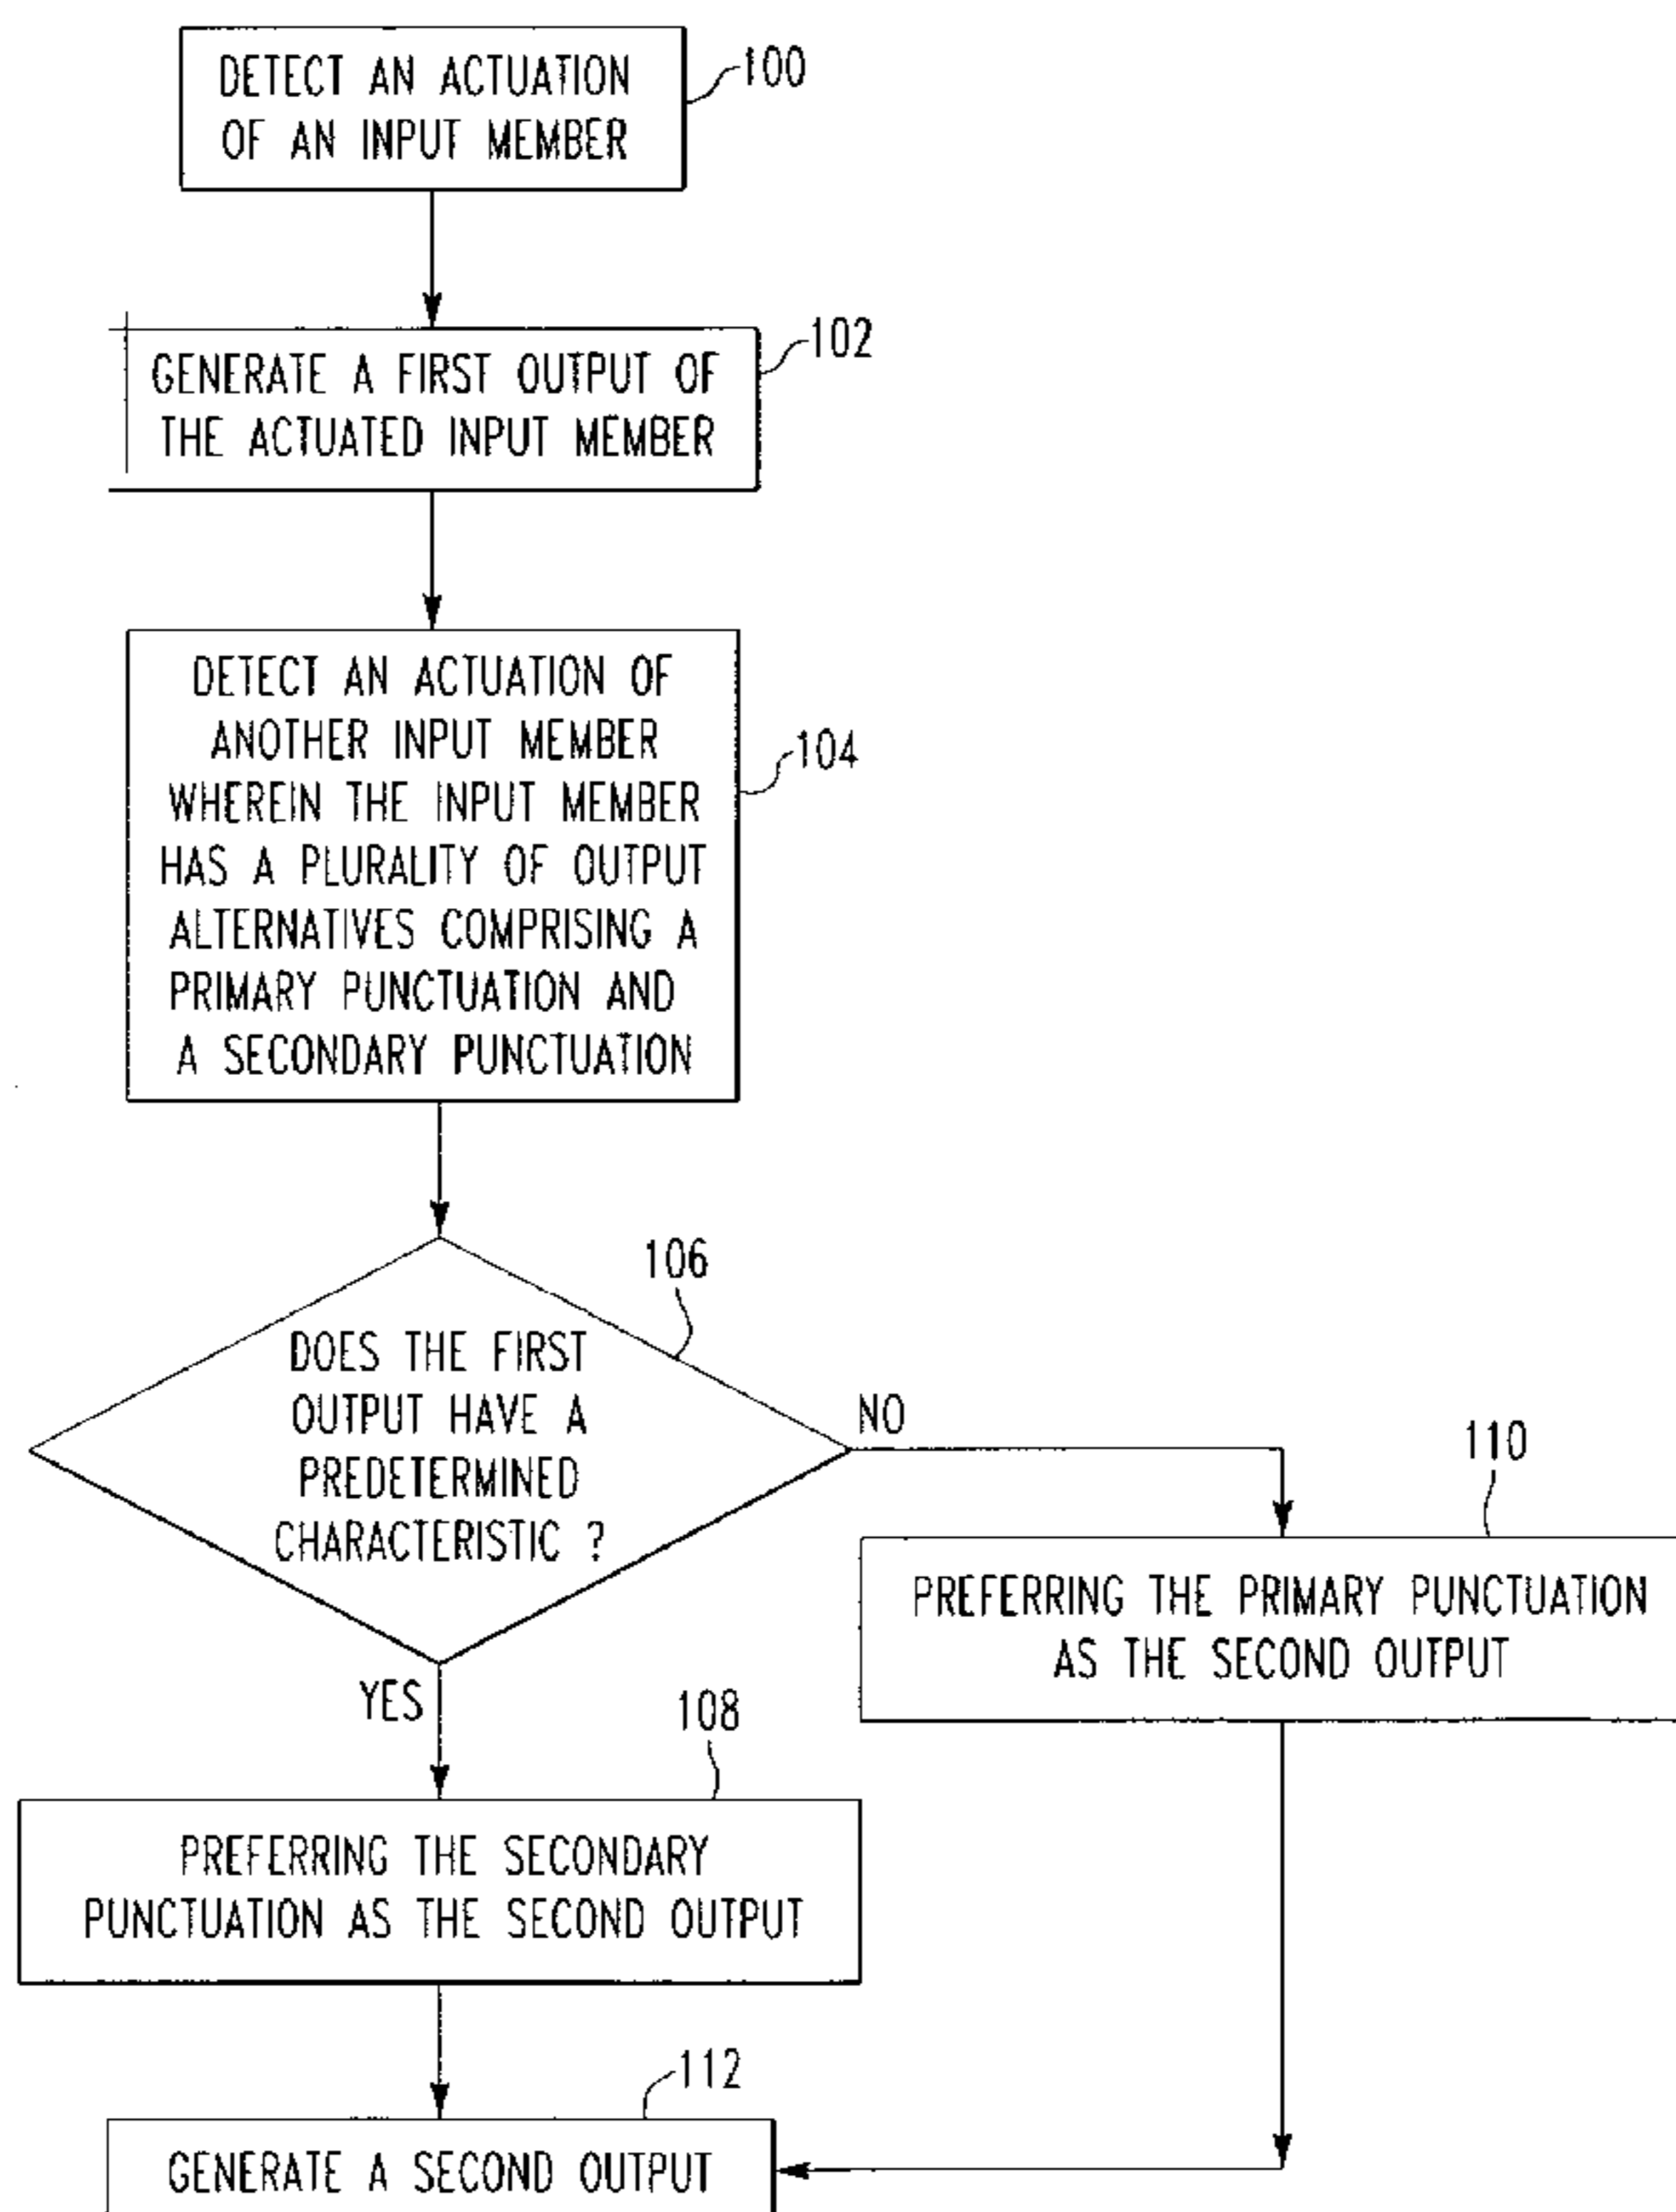 DETECT AN ACTUATION
OF AN INPUT MEMBER
100
GENERATE A FIRST OUTPUT OF
THE ACTUATED INPUT MEMBER
102
DETECT AN ACTUATION OF
ANOTHER INPUT MEMBER
WHEREIN THE INPUT MEMBER
HAS A PLURALITY OF OUTPUT
ALTERNATIVES COMPRISING A
PRIMARY PUNCTUATION AND
A SECONDARY PUNCTUATION
104
106
DOES THE FIRST
OUTPUT HAVE A
PREDETERMINED
CHARACTERISTIC ?
NO
110
PREFERRING THE PRIMARY PUNCTUATION
AS THE SECOND OUTPUT
YES
108
PREFERRING THE SECONDARY
PUNCTUATION AS THE SECOND OUTPUT
112
GENERATE A SECOND OUTPUT